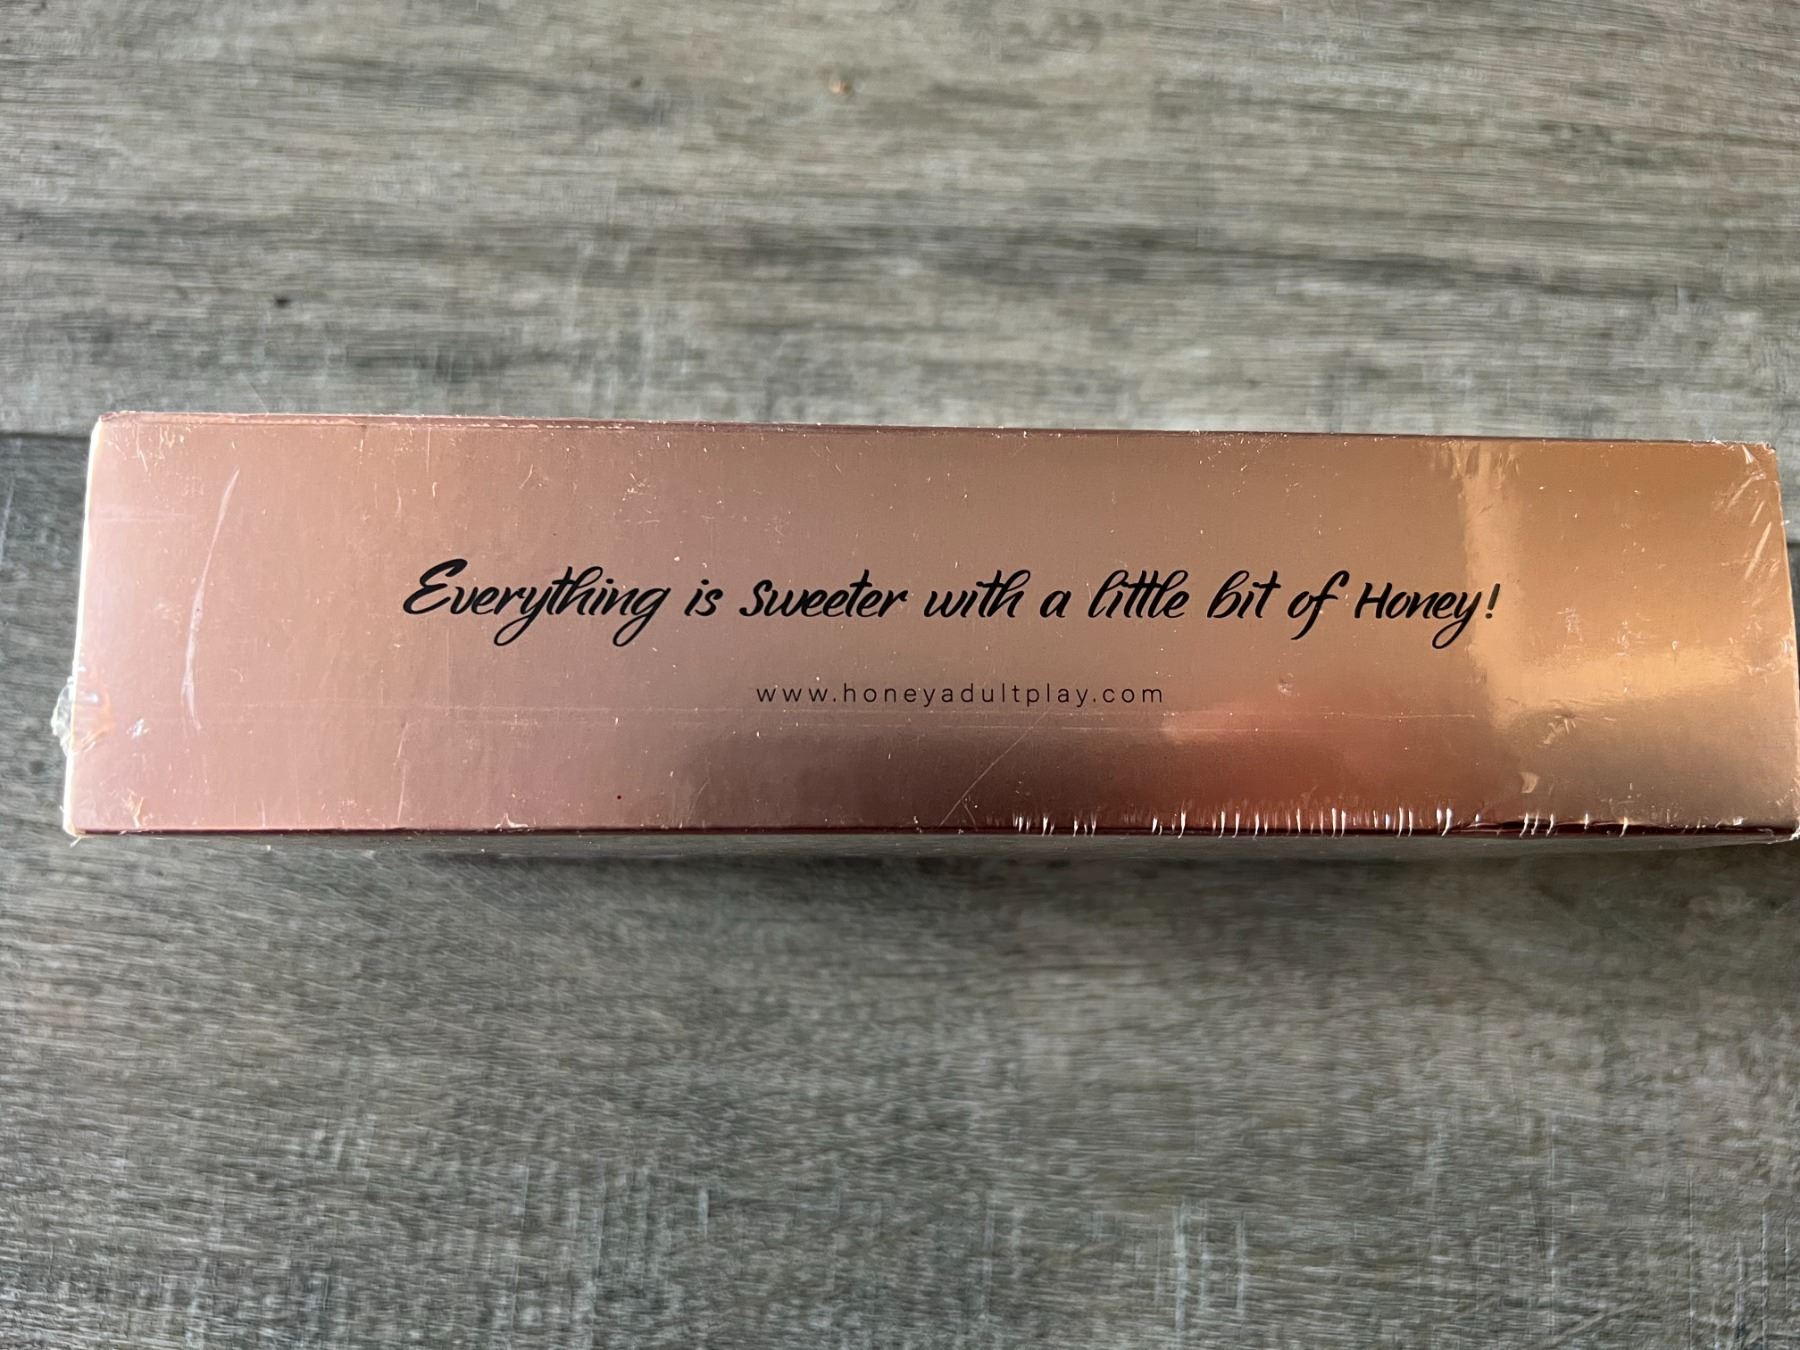 Everything is sweeter with a little bit of Honey!
www.honeyadultplay.com